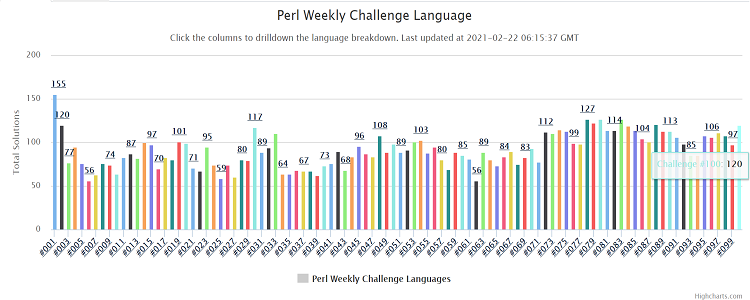 Perl Weekly Challenge Language
Click the columns to drilldown the language breakdown. Last updated at 2021-02-22 06:15:37 GMT
Total Solutions
200
150
100
50
0
155 120 77 56 74 87 97 70 101 71 95 59 80 117 89 64 67 73 68 96 108 89 103 80 85 56 89 84 83 112 99 127 114 104 113 85 106 97
Challenge #100: 120
#001 #003 #005 #007 #009 #011 #013 #015 #017 #019 #021 #023 #025 #027 #029 #031 #033 #035 #037 #039 #041 #043 #045 #047 #049 #051 #053 #055 #057 #059 #061 #063 #065 #067 #069 #071 #073 #075 #077 #079 #081 #083 #085 #087 #089 #091 #093 #095 #097 #099
Perl Weekly Challenge Languages
Highcharts.com